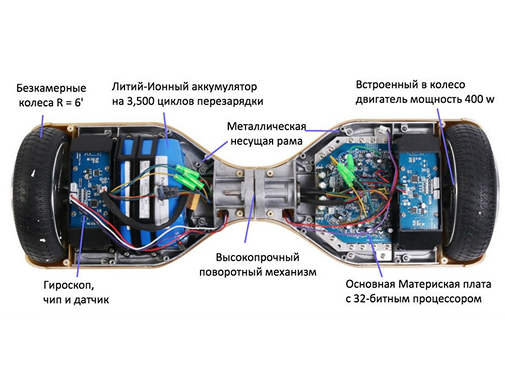 Безкамерные
колеса R = 6'
Литий-Ионный аккумулятор
на 3,500 циклов перезарядки
Встроенный в колесо
двигатель мощность 400 w
Металлическая
несущая рама
Высокопрочный
поворотный механизм
Гироскоп,
чип и датчик
Основная Материская плата
с 32-битным процессором